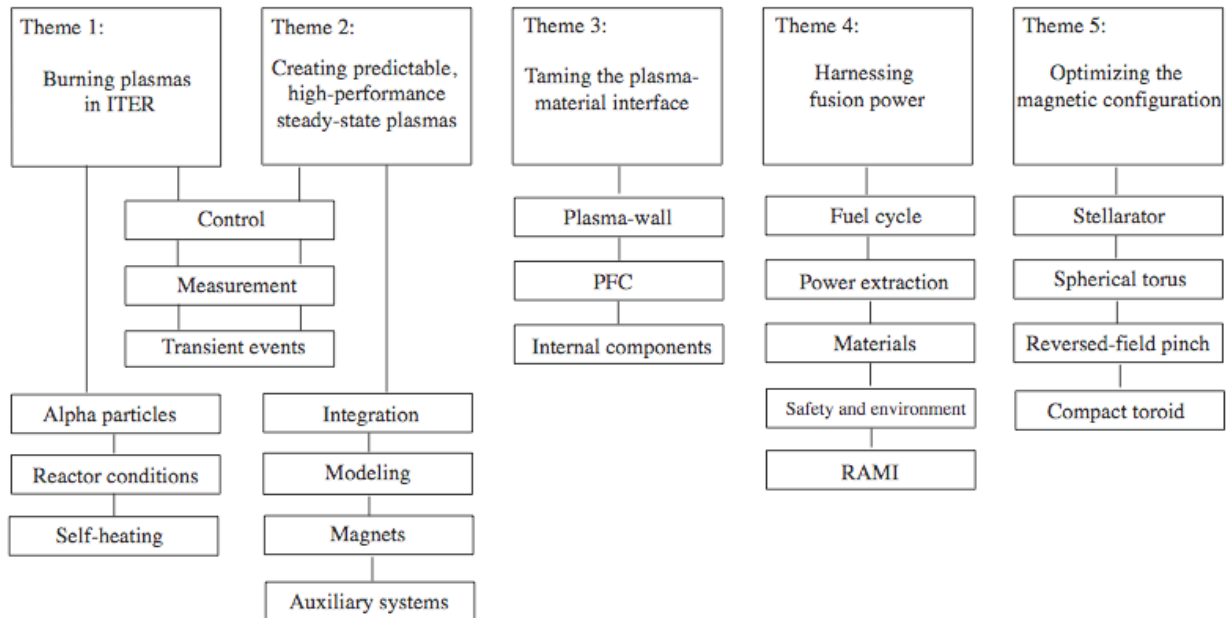 Theme 1:
Burning plasmas
in ITER
Theme 2:
Creating predictable,
high-performance
steady-state plasmas
Theme 3:
Taming the plasma-
material interface
Theme 4:
Harnessing
fusion power
Theme 5:
Optimizing the
magnetic configuration
Control
Measurement
Transient events
Alpha particles
Reactor conditions
Self-heating
Integration
Modeling
Magnets
Auxiliary systems
Plasma-wall
PFC
Internal components
Fuel cycle
Power extraction
Materials
Safety and environment
RAMI
Stellarator
Spherical torus
Reversed-field pinch
Compact toroid